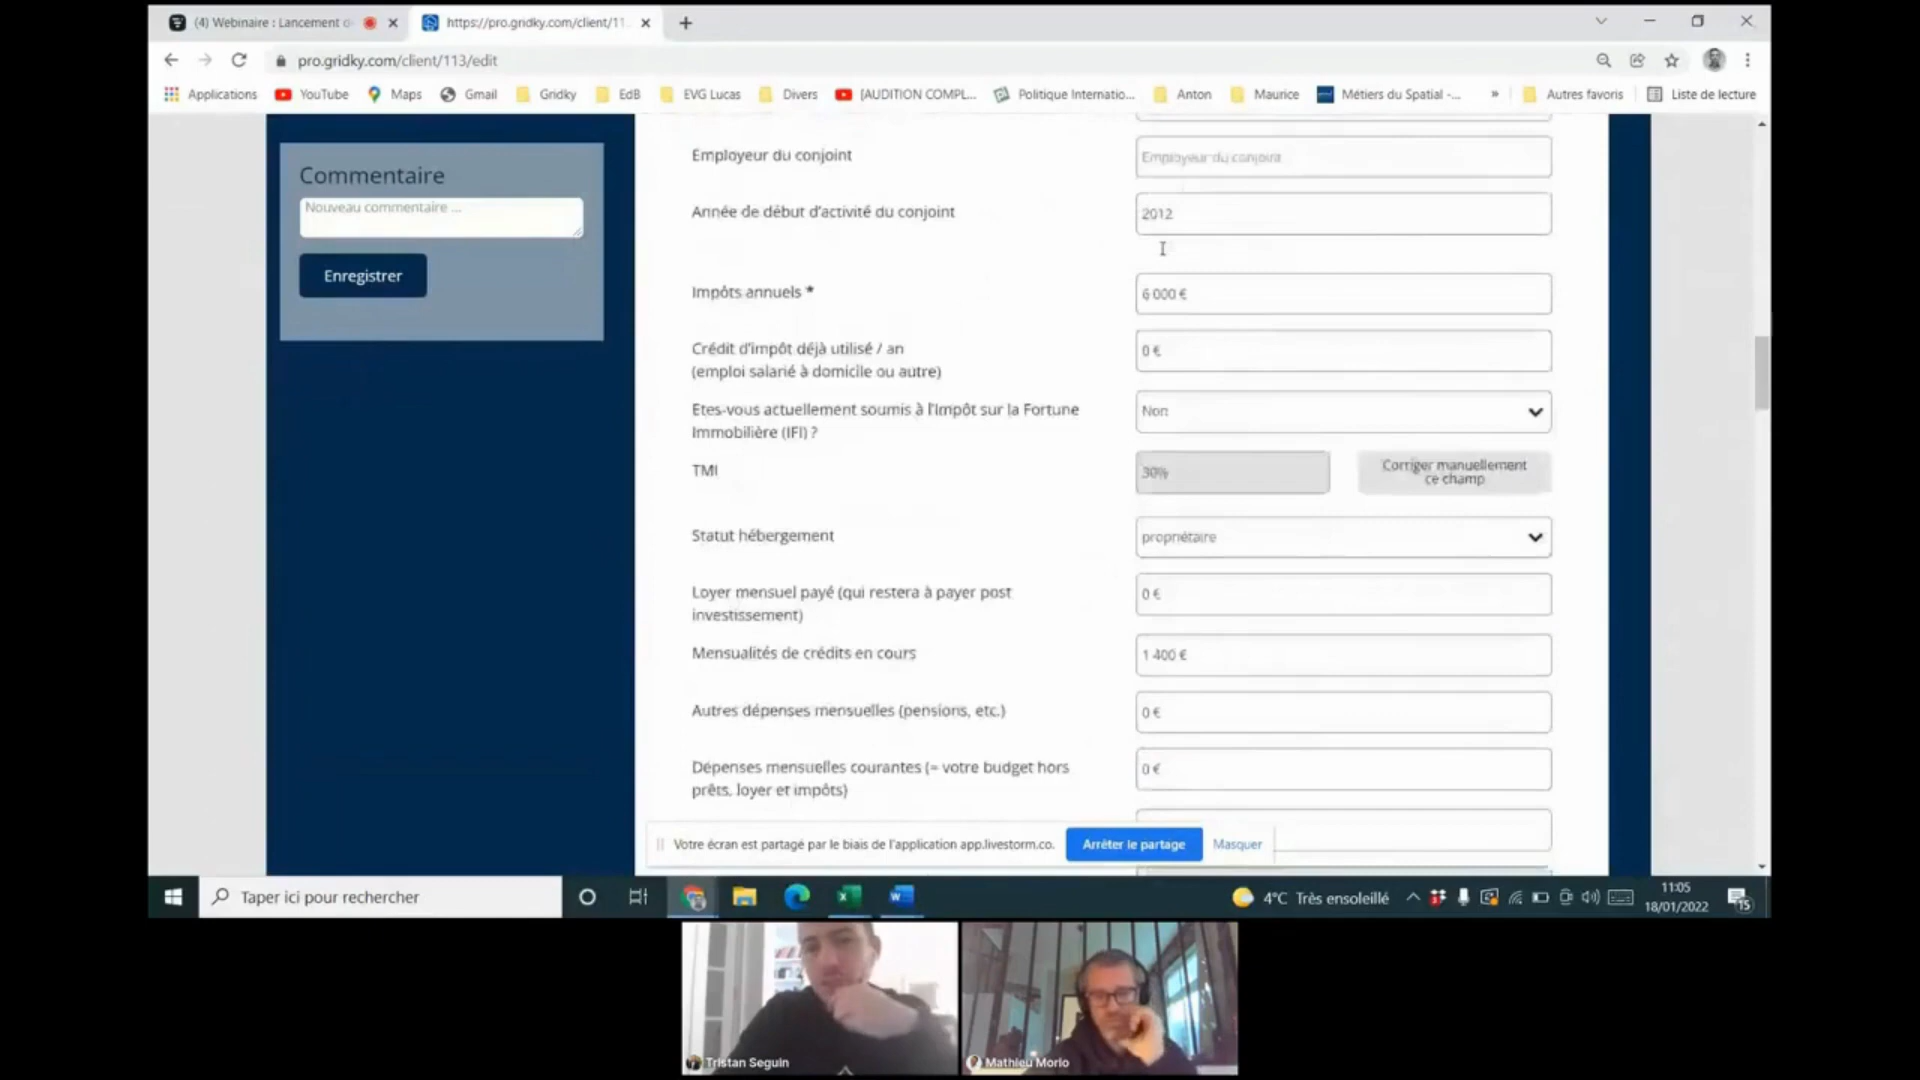 (4) Webinaire : Lancement d
https://pro.gridky.com/client/11
pro.gridky.com/client/113/edit
Applications
YouTube
Maps
Gmail
Gridky
EdB
EVG Lucas
Divers
[AUDITION COMPL...
Politique Internatio...
Anton
Maurice
Métiers du Spatial -...
»
Autres favoris
Liste de lecture
Commentaire
Nouveau commentaire ...
Enregistrer
Employeur du conjoint
Employeur du conjoint
Année de début d'activité du conjoint
2012
Impôts annuels *
6 000 €
Crédit d'impôt déjà utilisé / an
(emploi salarié à domicile ou autre)
0 €
Etes-vous actuellement soumis à l'Impôt sur la Fortune
Immobilière (IFI) ?
Non
TMI
30%
Corriger manuellement
ce champ
Statut hébergement
propriétaire
Loyer mensuel payé (qui restera à payer post
investissement)
0 €
Mensualités de crédits en cours
1 400 €
Autres dépenses mensuelles (pensions, etc.)
0 €
Dépenses mensuelles courantes (= votre budget hors
prêts, loyer et impôts)
0 €
Votre écran est partagé par le biais de l'application app.livestorm.co.
Arrêter le partage
Masquer
Taper ici pour rechercher
4°C Très ensoleillé
11:05
18/01/2022
15
Tristan Seguin
Mathieu Morio